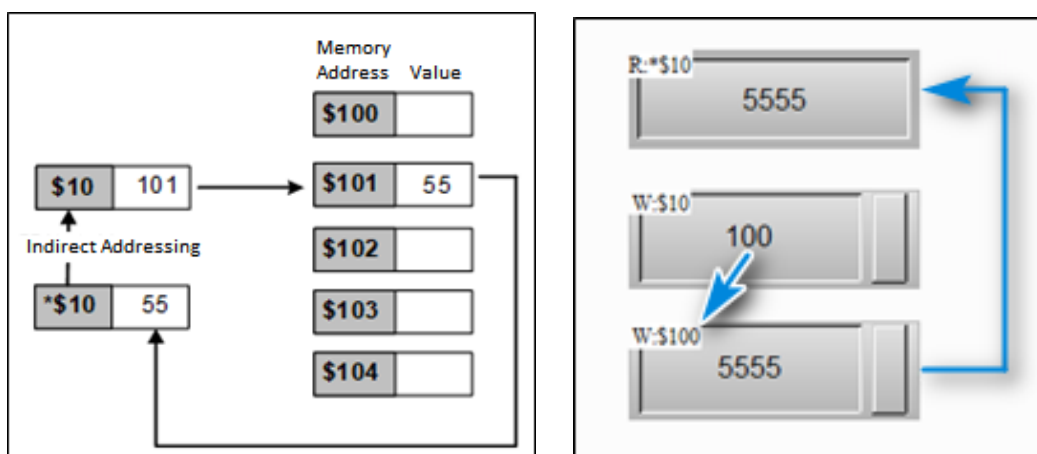 Memory
Address Value
$100
$10 101
$101 55
Indirect Addressing
$102
*$10 55
$103
$104
R:*$10
5555
W:$10
100
W:$100
5555